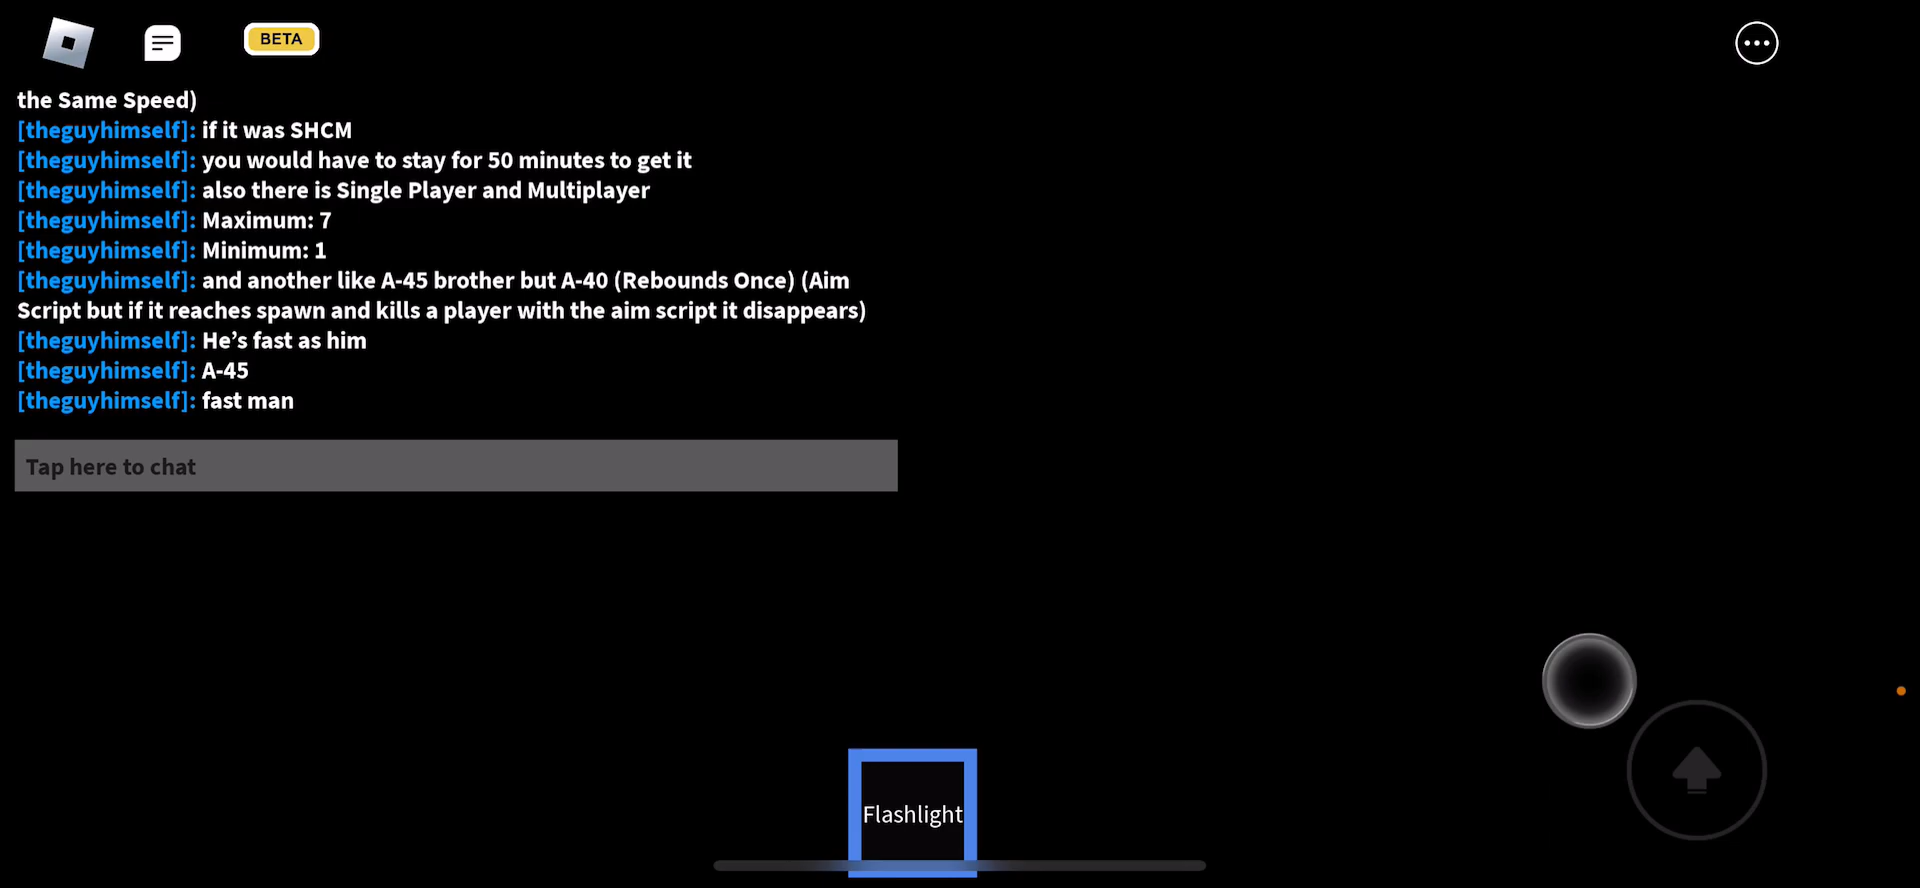 BETA
the Same Speed)
[theguyhimself]: if it was SHCM
[theguyhimself]: you would have to stay for 50 minutes to get it
[theguyhimself]: also there is Single Player and Multiplayer
[theguyhimself]: Maximum: 7
[theguyhimself]: Minimum: 1
[theguyhimself]: and another like A-45 brother but A-40 (Rebounds Once) (Aim
Script but if it reaches spawn and kills a player with the aim script it disappears)
[theguyhimself]: He’s fast as him
[theguyhimself]: A-45
[theguyhimself]: fast man
Tap here to chat
Flashlight